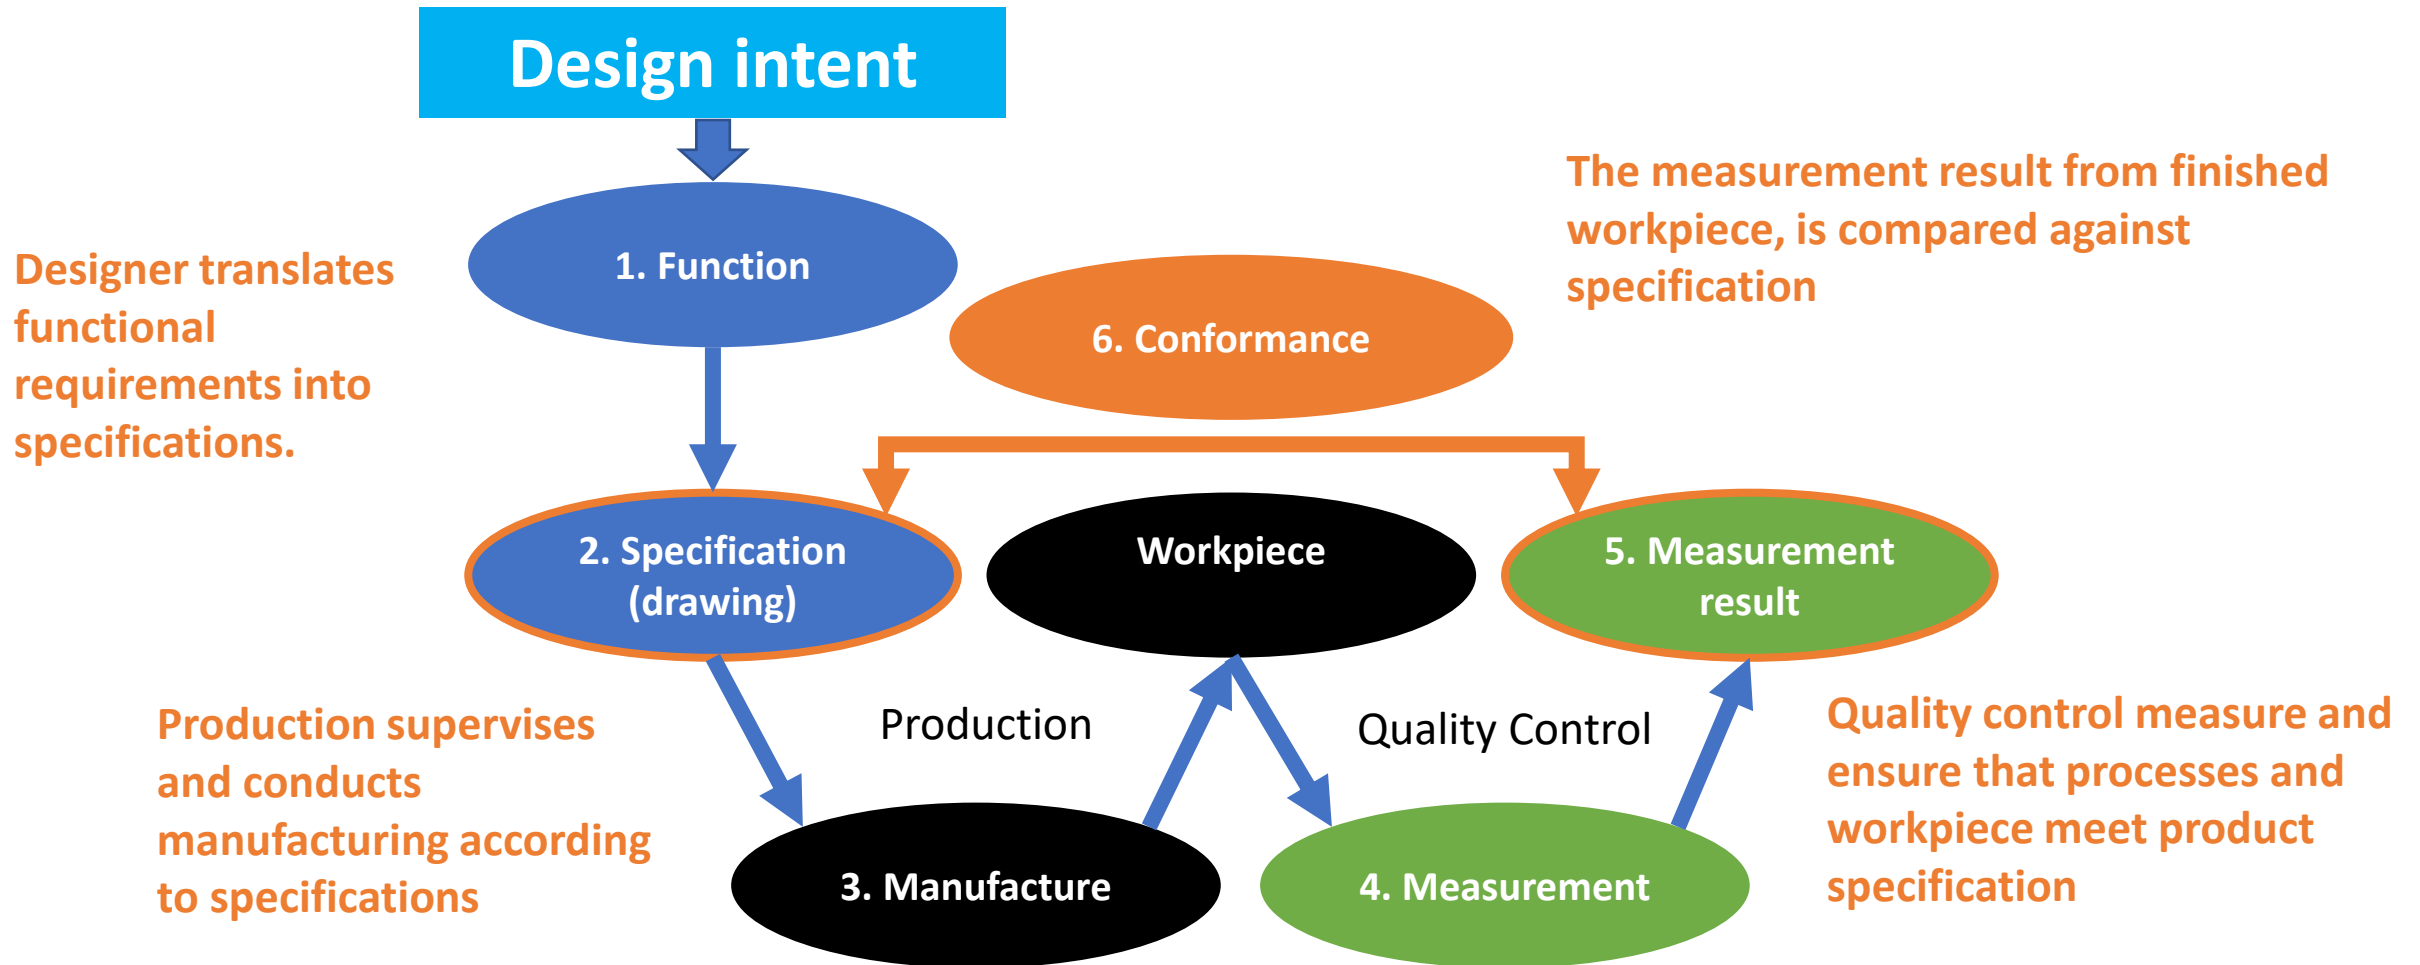 Design intent
1. Function
The measurement result from finished
workpiece, is compared against
specification
Designer translates
functional
requirements into
specifications.
6. Conformance
2. Specification
(drawing)
Workpiece
5. Measurement
result
Production supervises
and conducts
manufacturing according
to specifications
Production
Quality Control
Quality control measure and
ensure that processes and
workpiece meet product
specification
3. Manufacture
4. Measurement